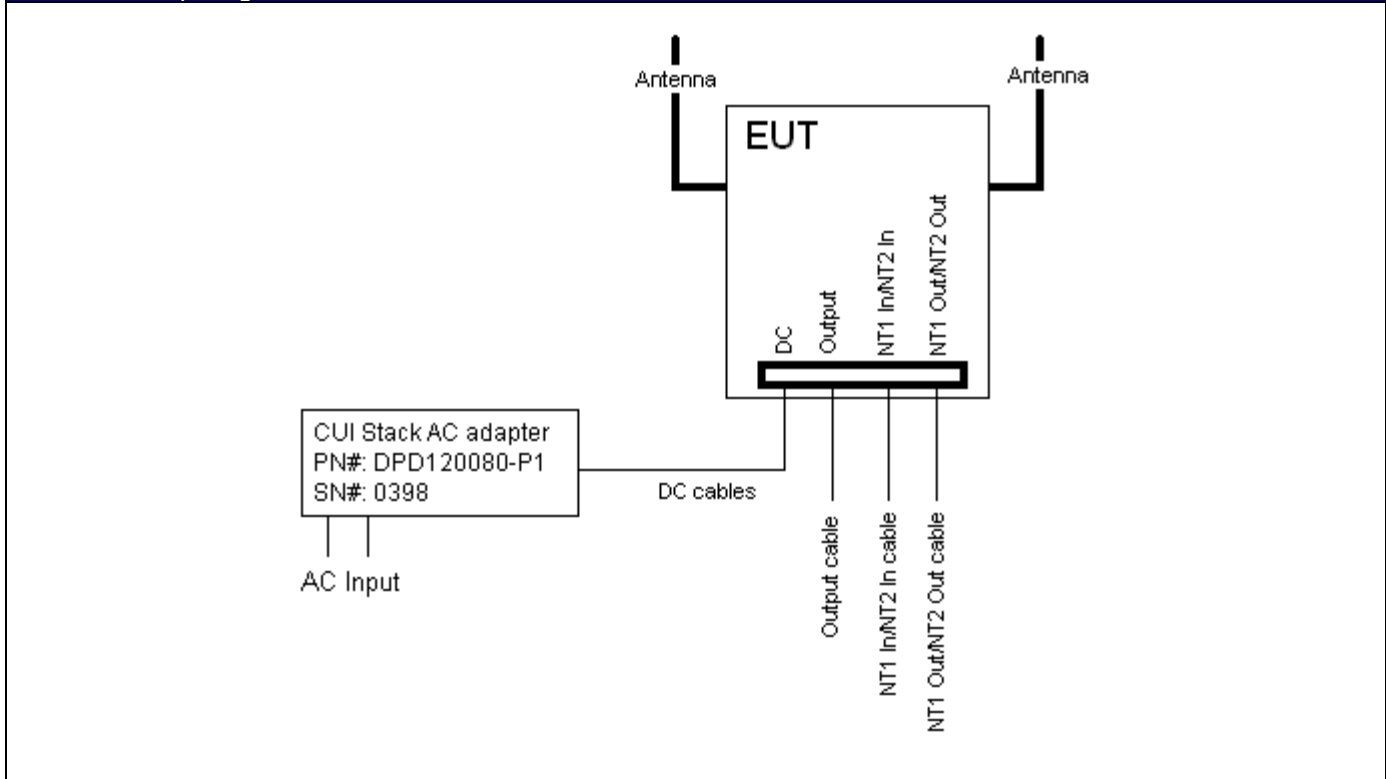 Antenna
Antenna
EUT
DC
Output
NT1 In/NT2 In
NT1 Out/NT2 Out
CUI Stack AC adapter
PN#: DPD120080-P1
SN#: 0398
DC cables
AC Input
Output cable
NT1 In/NT2 In cable
NT1 Out/NT2 Out cable